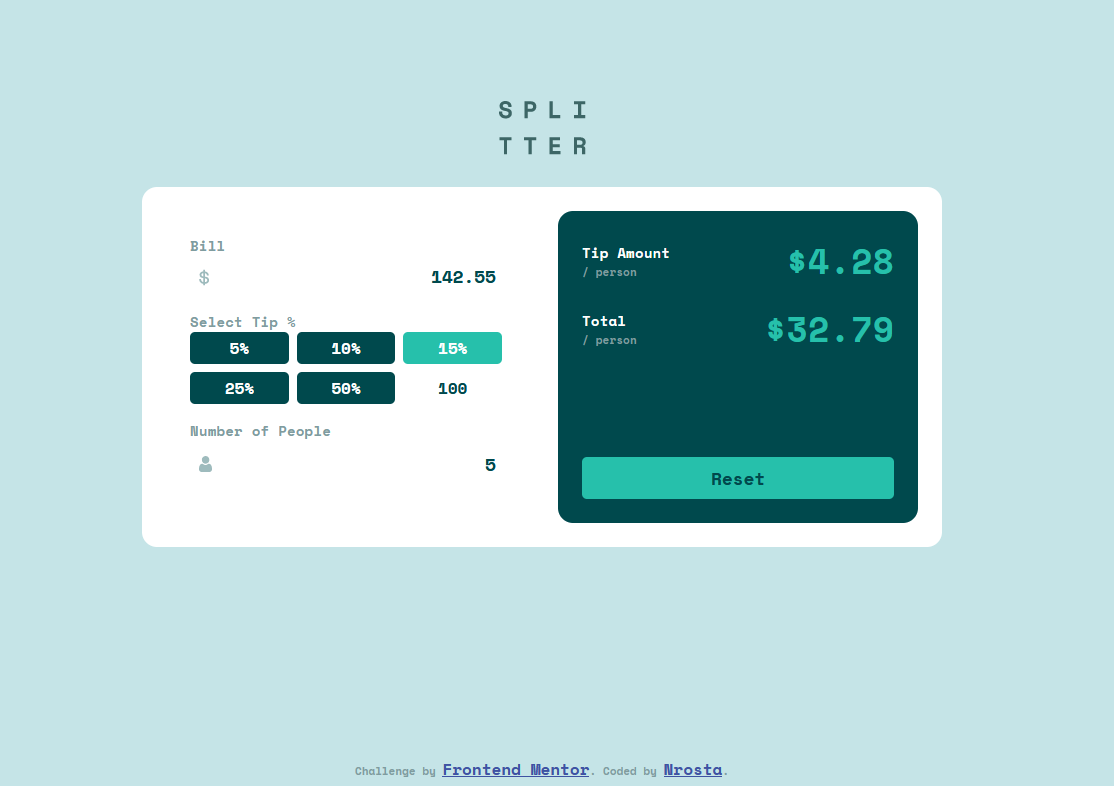 SPLI
TTER
Bill
$ 142.55
Select Tip %
5% 10% 15%
25% 50% 100
Number of People
5
Tip Amount
/ person
$4.28
Total
/ person
$32.79
Reset
Challenge by Frontend Mentor. Coded by Nrosta.